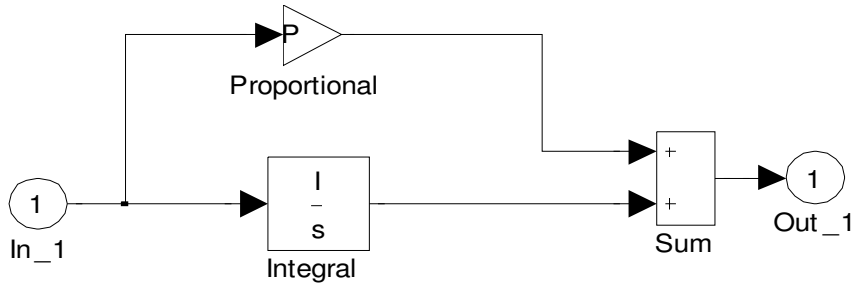 P
Proportional
+
1
In_1
I
s
Integral
+
Sum
1
Out_1